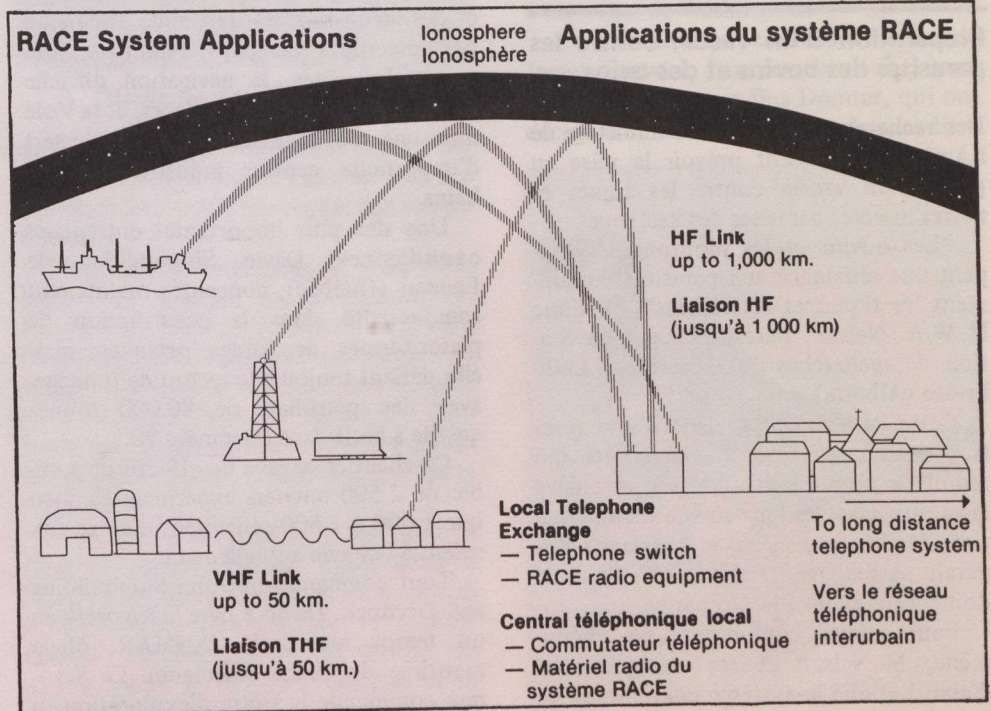 RACE System Applications
Ionosphere
Ionosphère
Applications du système RACE
HF Link
up to 1,000 km.
Liaison HF
(jusqu'à 1 000 km)
VHF Link
up to 50 km.
Liaison THF
(jusqu'à 50 km.)
Local Telephone
Exchange
— Telephone switch
— RACE radio equipment
Central téléphonique local
— Commutateur téléphonique
— Matériel radio du
système RACE
To long distance
telephone system
Vers le réseau
téléphonique
interurbain